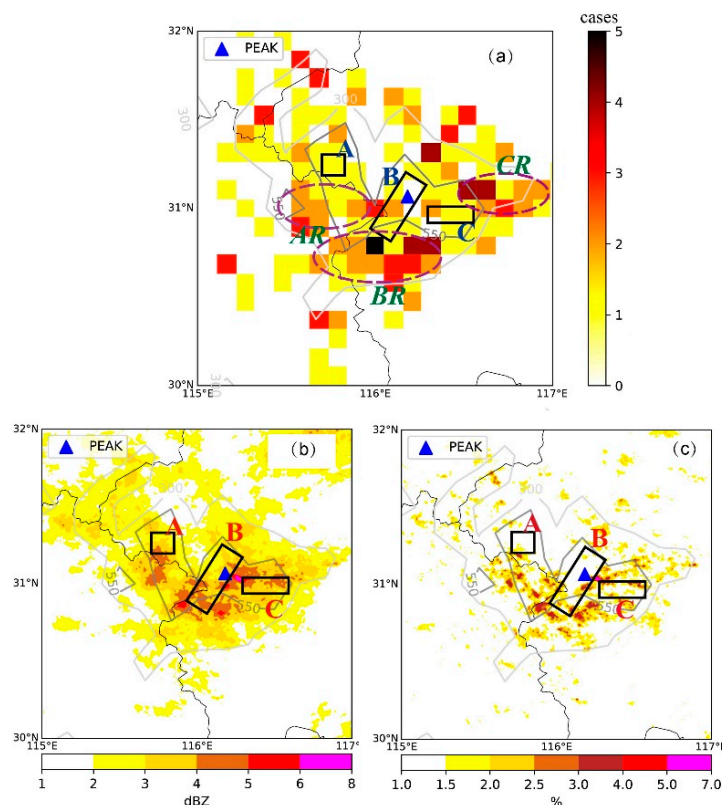 cases
32°N
PEAK
(a)
5
300
300
4
A
B
3
550
31°N
CR
550
C
AR
2
BR
1
30°N
0
115°E
116°E
117°E
32°N
PEAK
(b)
300
A
B
31°N
550
550
C
30°N
115°E
116°E
117°E
1
2
3
4
5
6
8
dBZ
32°N
PEAK
(c)
300
A
B
31°N
550
550
C
30°N
115°E
116°E
117°E
1.0
1.5
2.0
2.5
3.0
4.0
5.0
7.0
%